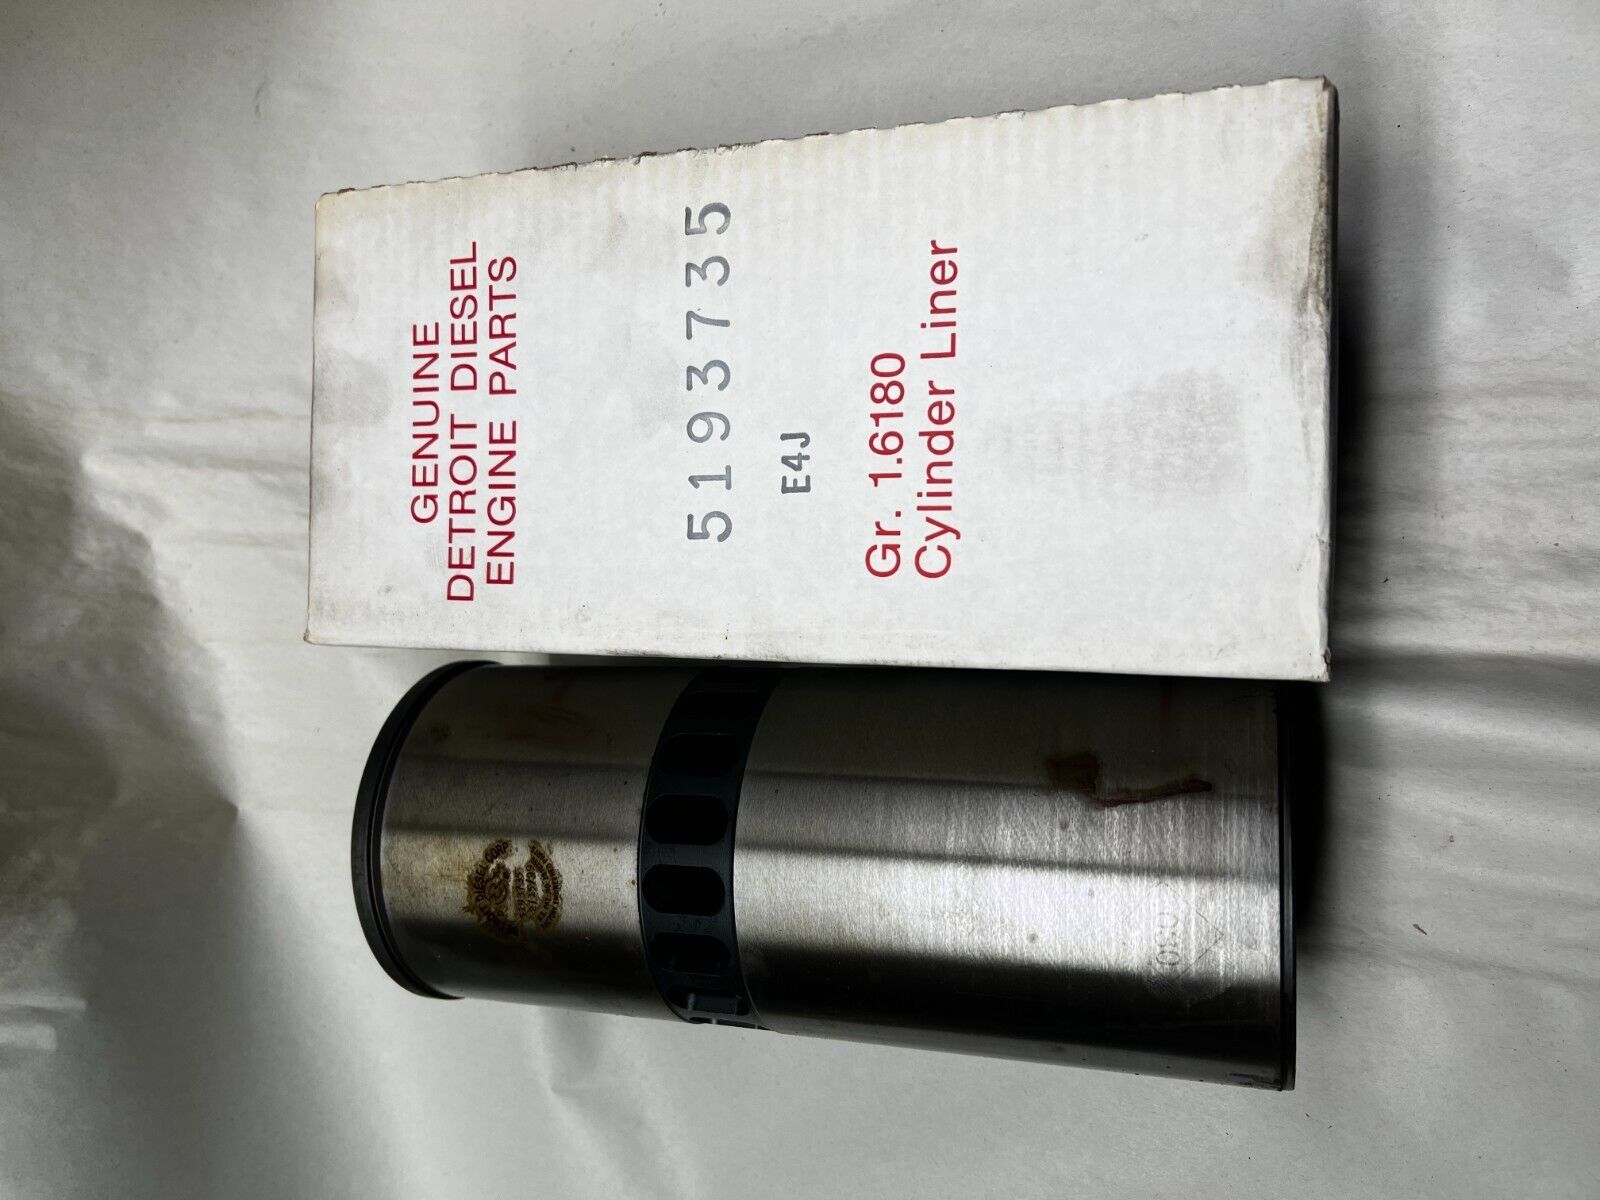 GENUINE
DETROIT DIESEL
ENGINE PARTS
5193735
E4J
Gr. 1.6180
Cylinder Liner